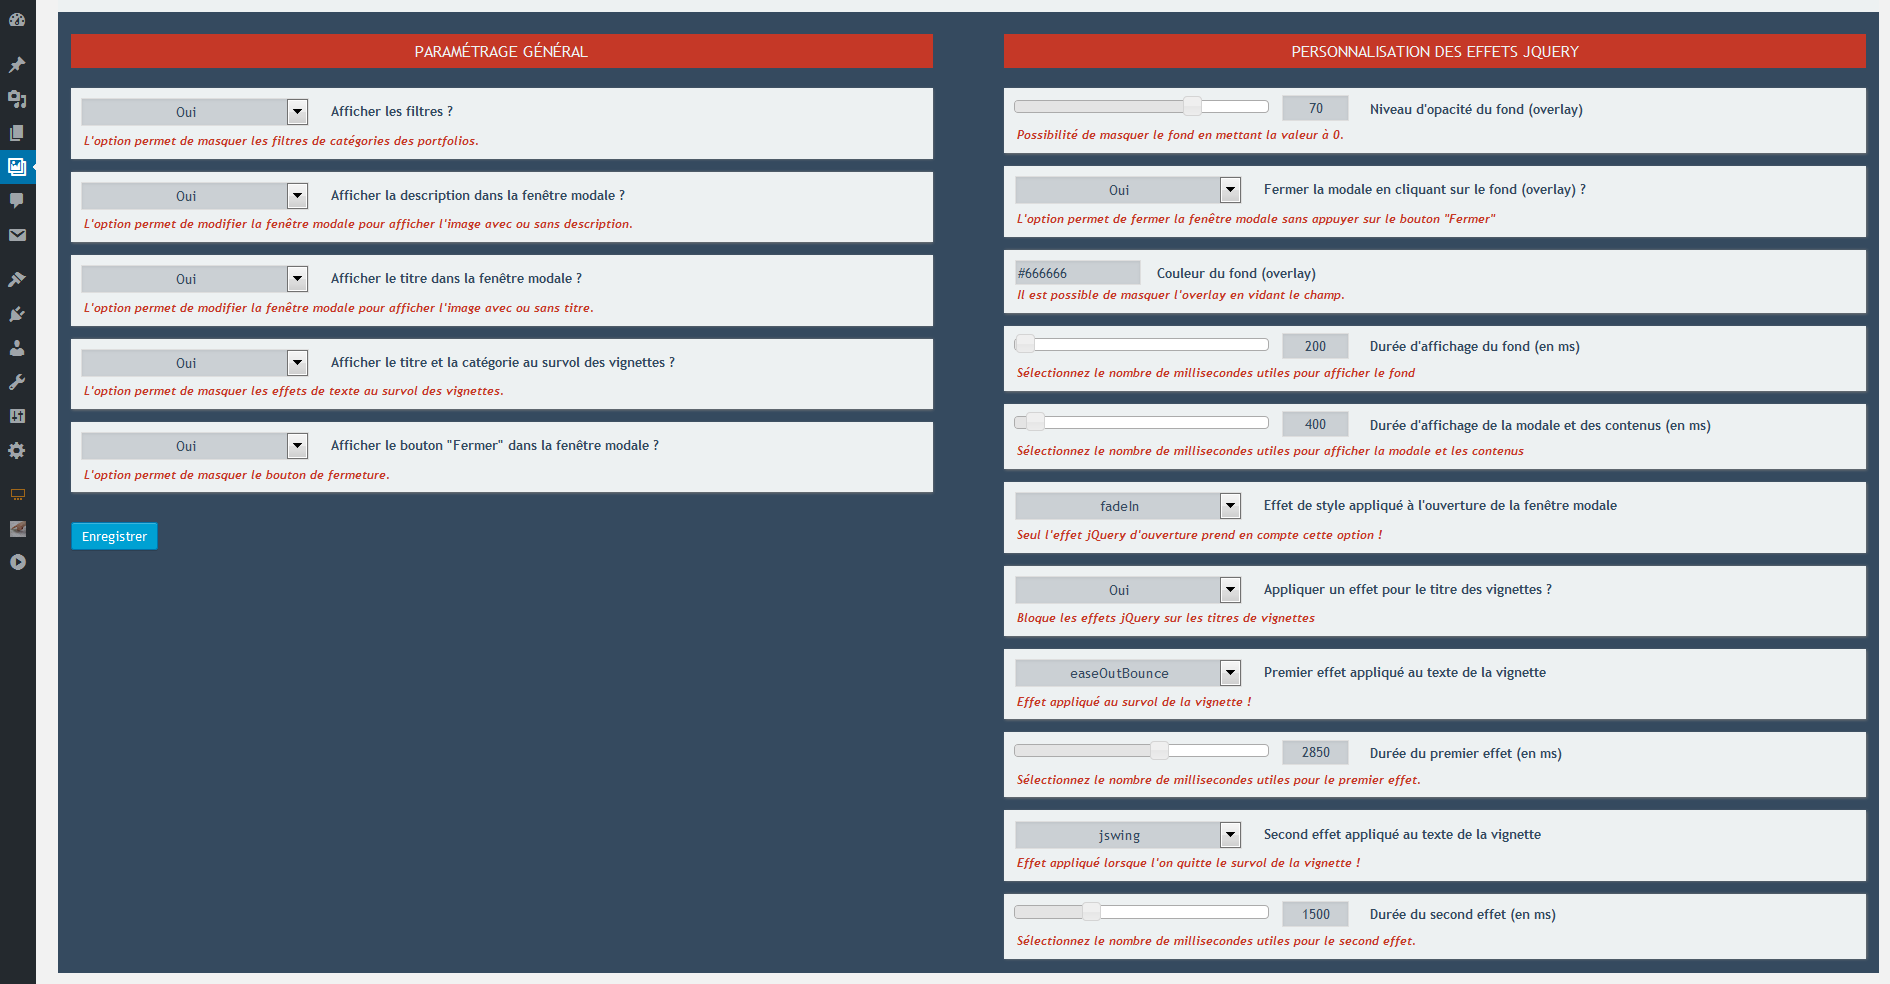 PARAMÉTRAGE GÉNÉRAL
Oui Afficher les filtres ?
L'option permet de masquer les filtres de catégories des portfolios.
Oui Afficher la description dans la fenêtre modale ?
L'option permet de modifier la fenêtre modale pour afficher l'image avec ou sans description.
Oui Afficher le titre dans la fenêtre modale ?
L'option permet de modifier la fenêtre modale pour afficher l'image avec ou sans titre.
Oui Afficher le titre et la catégorie au survol des vignettes ?
L'option permet de masquer les effets de texte au survol des vignettes.
Oui Afficher le bouton "Fermer" dans la fenêtre modale ?
L'option permet de masquer le bouton de fermeture.
Enregistrer
PERSONNALISATION DES EFFETS JQUERY
70 Niveau d'opacité du fond (overlay)
Possibilité de masquer le fond en mettant la valeur à 0.
Oui Fermer la modale en cliquant sur le fond (overlay) ?
L'option permet de fermer la fenêtre modale sans appuyer sur le bouton "Fermer"
#666666 Couleur du fond (overlay)
Il est possible de masquer l'overlay en vidant le champ.
200 Durée d'affichage du fond (en ms)
Sélectionnez le nombre de millisecondes utiles pour afficher le fond
400 Durée d'affichage de la modale et des contenus (en ms)
Sélectionnez le nombre de millisecondes utiles pour afficher la modale et les contenus
fadeIn Effet de style appliqué à l'ouverture de la fenêtre modale
Seul l'effet jQuery d'ouverture prend en compte cette option !
Oui Appliquer un effet pour le titre des vignettes ?
Bloque les effets jQuery sur les titres de vignettes
easeOutBounce Premier effet appliqué au texte de la vignette
Effet appliqué au survol de la vignette !
2850 Durée du premier effet (en ms)
Sélectionnez le nombre de millisecondes utiles pour le premier effet.
jswing Second effet appliqué au texte de la vignette
Effet appliqué lorsque l'on quitte le survol de la vignette !
1500 Durée du second effet (en ms)
Sélectionnez le nombre de millisecondes utiles pour le second effet.